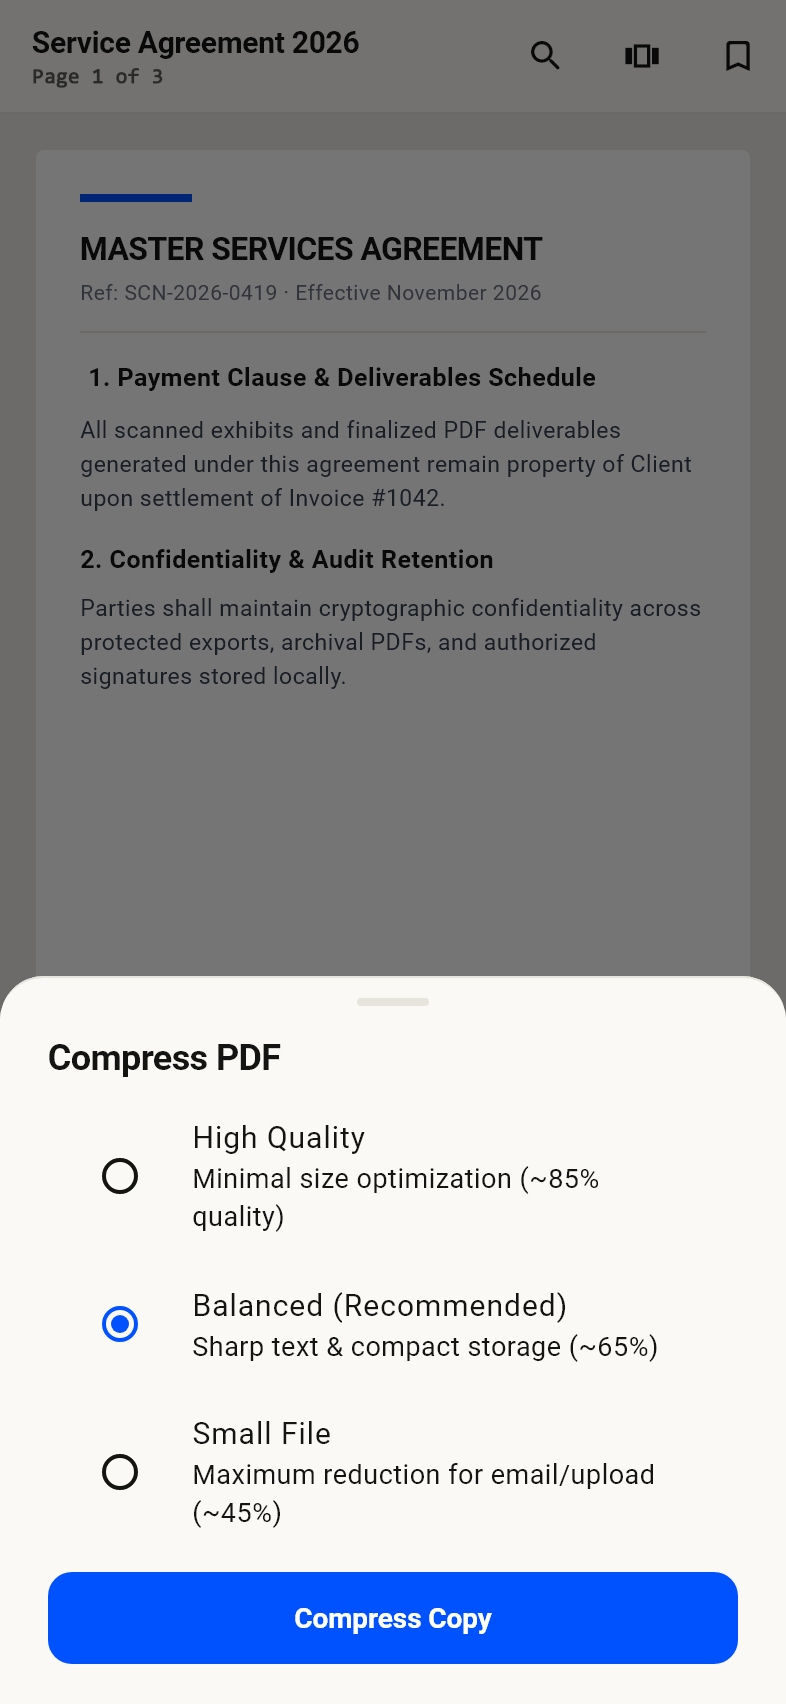 Service Agreement 2026
Page 1 of 3
MASTER SERVICES AGREEMENT
Ref: SCN-2026-0419 · Effective November 2026
1. Payment Clause & Deliverables Schedule
All scanned exhibits and finalized PDF deliverables
generated under this agreement remain property of Client
upon settlement of Invoice #1042.
2. Confidentiality & Audit Retention
Parties shall maintain cryptographic confidentiality across
protected exports, archival PDFs, and authorized
signatures stored locally.
Compress PDF
High Quality
Minimal size optimization (~85%
quality)
Balanced (Recommended)
Sharp text & compact storage (~65%)
Small File
Maximum reduction for email/upload
(~45%)
Compress Copy